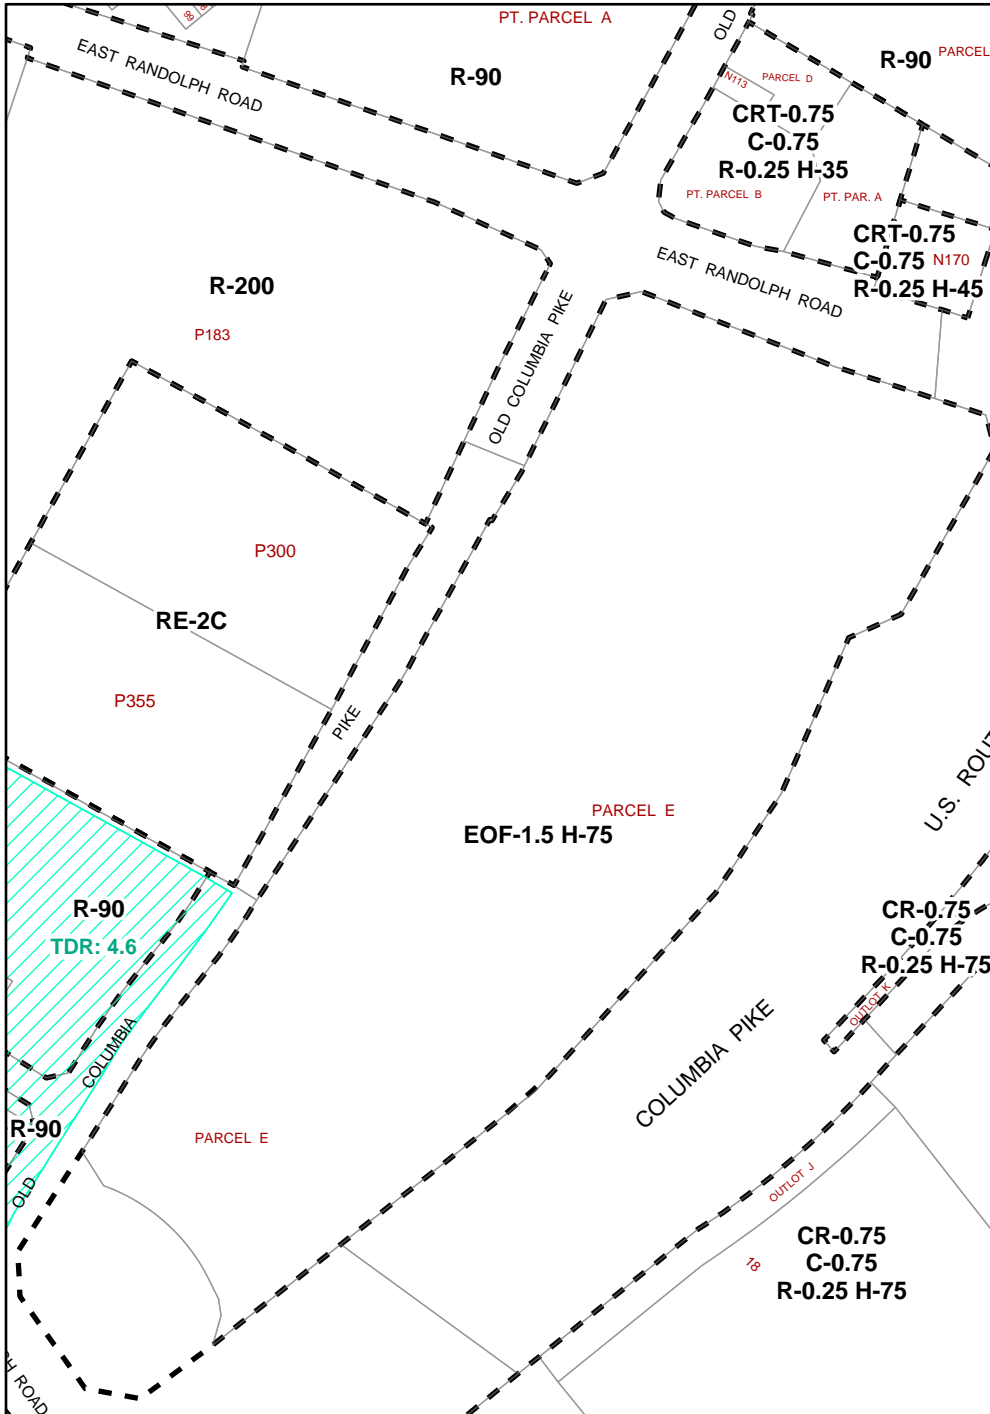 PT. PARCEL A
99
OLD
EAST RANDOLPH ROAD
R-90
R-90
PARCEL
N113
PARCEL D
CRT-0.75
C-0.75
R-0.25 H-35
PT. PARCEL B
PT. PAR. A
CRT-0.75
C-0.75
N170
R-0.25 H-45
EAST RANDOLPH ROAD
R-200
P183
OLD COLUMBIA PIKE
P300
RE-2C
P355
PIKE
U.S. ROUT
PARCEL E
EOF-1.5 H-75
R-90
TDR: 4.6
CR-0.75
C-0.75
R-0.25 H-75
OUTLOT K
COLUMBIA
COLUMBIA PIKE
R-90
PARCEL E
OLD
OUTLOT J
CR-0.75
C-0.75
R-0.25 H-75
18
PH ROAD